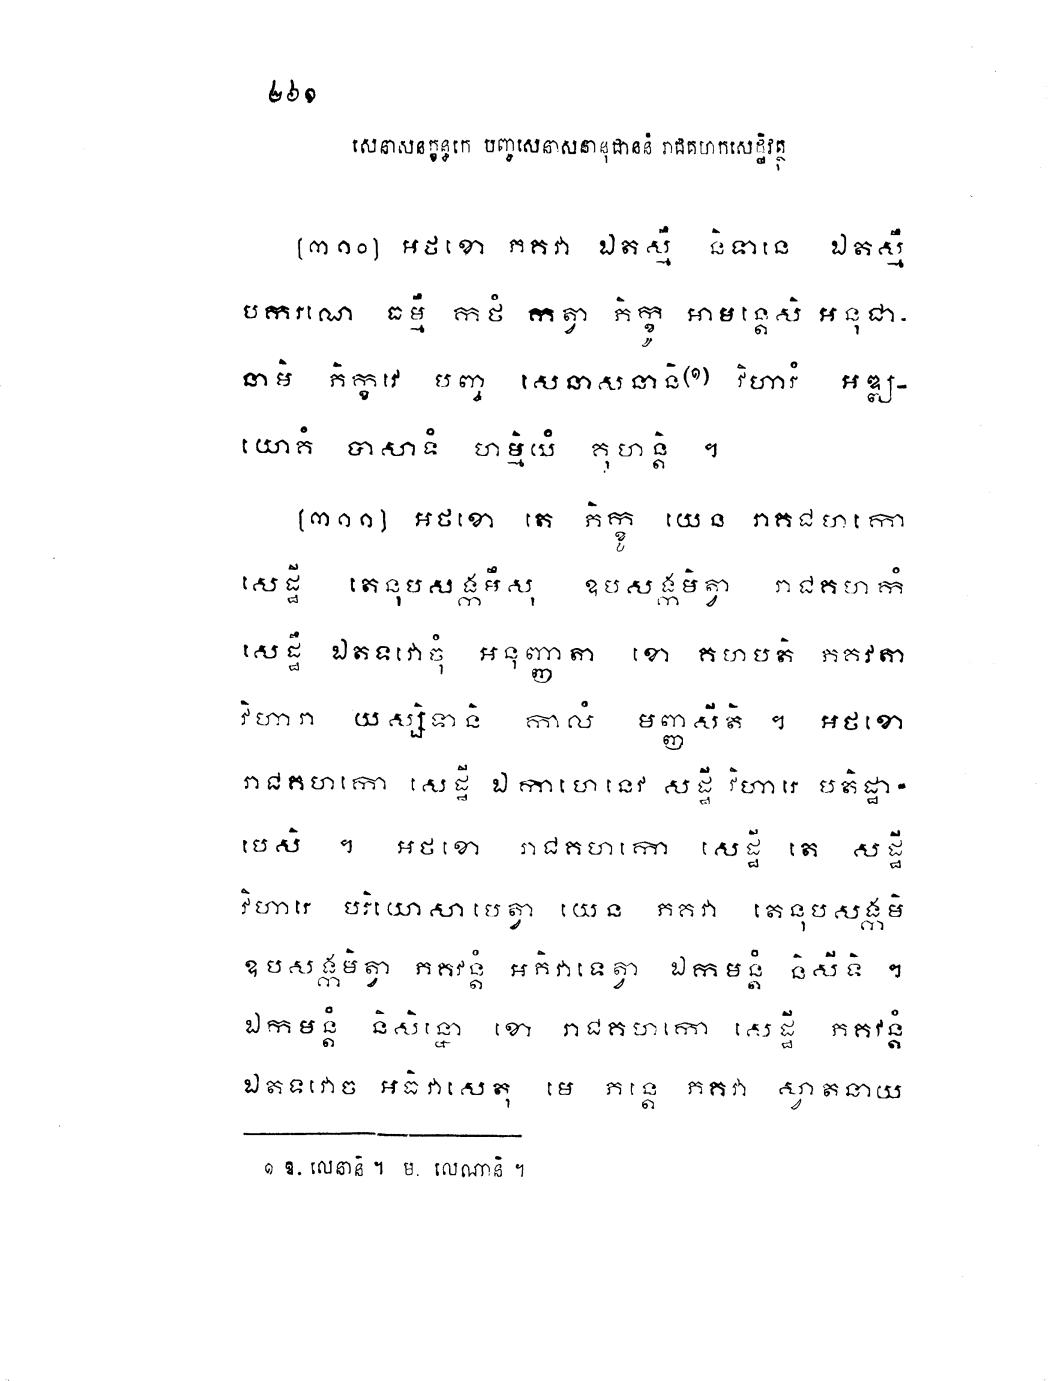 ២៦១
សេនាសនក្ខន្ធកេ បញ្ចសេនាសនានុជាននំ រាជគហកសេដ្ឋិវត្ថុ
(៣១០) អថខោ ភគវា ឯតស្មឹ និទានេ ឯតស្មឹ
បករណេ ធម្មឹ កថំ កត្វា ភិក្ខូ អាមន្តេសិ អនុជា-
នាមិ ភិក្ខវេ បញ្ច សេនាសនានិ(១) វិហារំ អឌ្ឍ-
យោគំ បាសាទំ ហម្មិយំ គុហន្តិ ។
(៣១១) អថខោ តេ ភិក្ខូ យេន រាជគហកោ
សេដ្ឋី តេនុបសង្កមឹសុ ឧបសង្កមិត្វា រាជគហកំ
សេដ្ឋឹ ឯតទវោចុំ អនុញ្ញាតា ខោ គហបតិ ភគវតា
វិហារា យស្សិទានិ កាលំ មញ្ញសីតិ ។ អថខោ
រាជគហកោ សេដ្ឋី ឯកាហេនេវ សដ្ឋី វិហារេ បតិដ្ឋា-
បេសិ ។ អថខោ រាជគហកោ សេដ្ឋី តេ សដ្ឋី
វិហារេ បរិយោសាបេត្វា យេន ភគវា តេនុបសង្កមិ
ឧបសង្កមិត្វា ភគវន្តំ អភិវាទេត្វា ឯកមន្តំ និសីទិ ។
ឯកមន្តំ និសិន្នោ ខោ រាជគហកោ សេដ្ឋី ភគវន្តំ
ឯតទវោច អធិវាសេតុ មេ ភន្តេ ភគវា ស្វាតនាយ
១ ឱ. លេនានិ ។ ម. លេណានិ ។